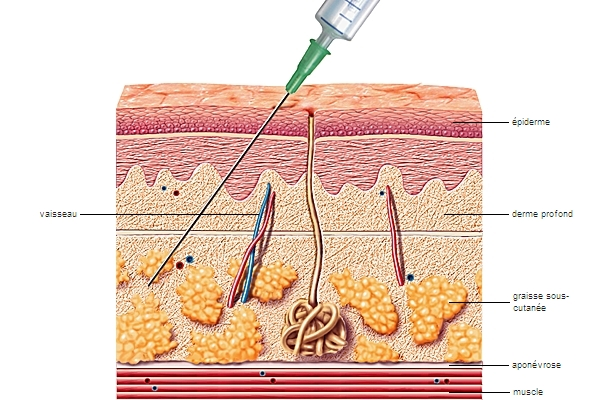 épiderme
vaisseau
derme profond
graisse sous-
cutanée
aponévrose
muscle